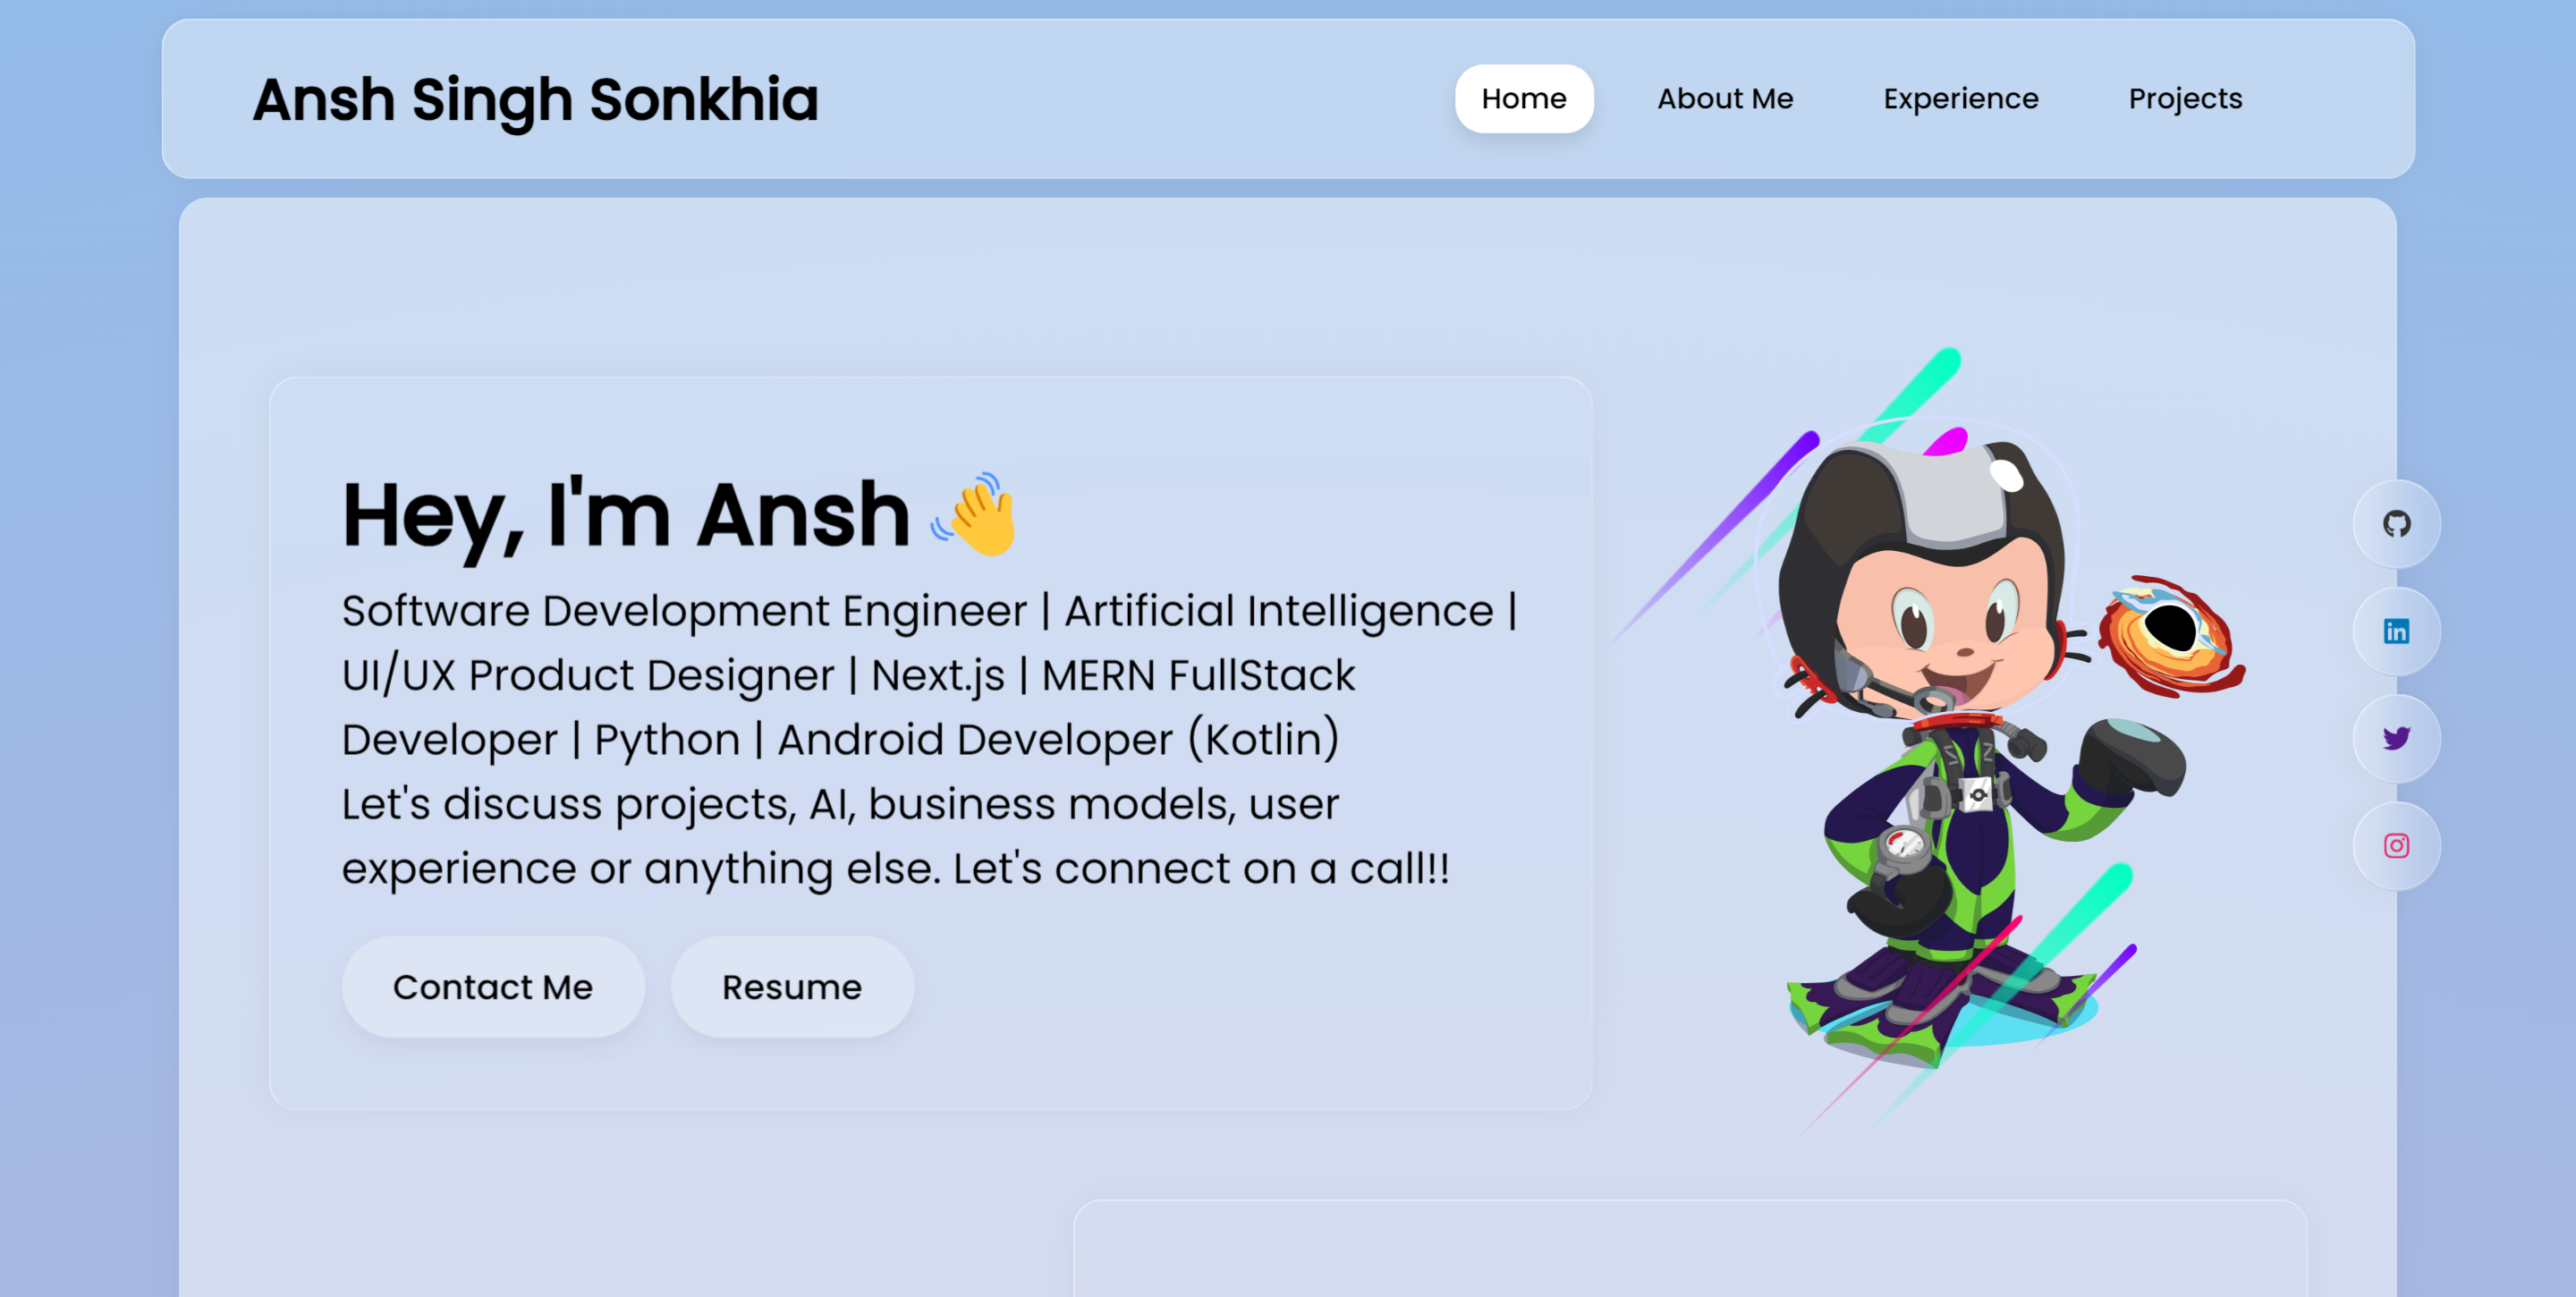 Ansh Singh Sonkhia
Home
About Me
Experience
Projects
Hey, I'm Ansh 👋
Software Development Engineer | Artificial Intelligence |
UI/UX Product Designer | Next.js | MERN FullStack
Developer | Python | Android Developer (Kotlin)
Let's discuss projects, AI, business models, user
experience or anything else. Let's connect on a call!!
Contact Me
Resume
in